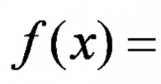 f(x) =